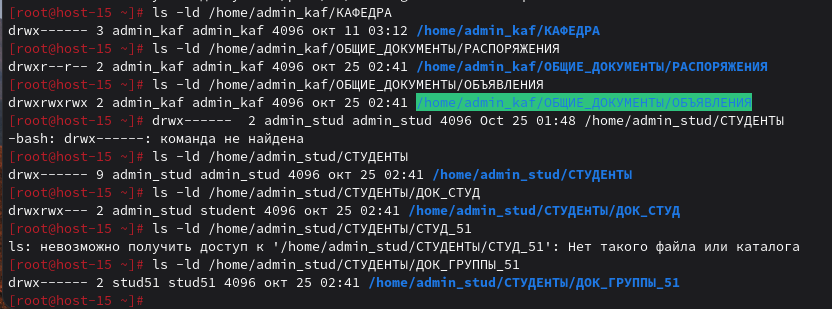 [root@host-15 ~]# ls -ld /home/admin_kaf/КАФЕДРА
drwx------ 3 admin_kaf admin_kaf 4096 окт 11 03:12 /home/admin_kaf/КАФЕДРА
[root@host-15 ~]# ls -ld /home/admin_kaf/ОБЩИЕ_ДОКУМЕНТЫ/РАСПОРЯЖЕНИЯ
drwxr--r-- 2 admin_kaf admin_kaf 4096 окт 25 02:41 /home/admin_kaf/ОБЩИЕ_ДОКУМЕНТЫ/РАСПОРЯЖЕНИЯ
[root@host-15 ~]# ls -ld /home/admin_kaf/ОБЩИЕ_ДОКУМЕНТЫ/ОБЪЯВЛЕНИЯ
drwxrwxrwx 2 admin_kaf admin_kaf 4096 окт 25 02:41 /home/admin_kaf/ОБЩИЕ_ДОКУМЕНТЫ/ОБЪЯВЛЕНИЯ
[root@host-15 ~]# drwx------  2 admin_stud admin_stud 4096 Oct 25 01:48 /home/admin_stud/СТУДЕНТЫ
-bash: drwx------: команда не найдена
[root@host-15 ~]# ls -ld /home/admin_stud/СТУДЕНТЫ
drwx------ 9 admin_stud admin_stud 4096 окт 25 02:41 /home/admin_stud/СТУДЕНТЫ
[root@host-15 ~]# ls -ld /home/admin_stud/СТУДЕНТЫ/ДОК_СТУД
drwxrwx--- 2 admin_stud student 4096 окт 25 02:41 /home/admin_stud/СТУДЕНТЫ/ДОК_СТУД
[root@host-15 ~]# ls -ld /home/admin_stud/СТУДЕНТЫ/СТУД_51
ls: невозможно получить доступ к '/home/admin_stud/СТУДЕНТЫ/СТУД_51': Нет такого файла или каталога
[root@host-15 ~]# ls -ld /home/admin_stud/СТУДЕНТЫ/ДОК_ГРУППЫ_51
drwx------ 2 stud51 stud51 4096 окт 25 02:41 /home/admin_stud/СТУДЕНТЫ/ДОК_ГРУППЫ_51
[root@host-15 ~]#